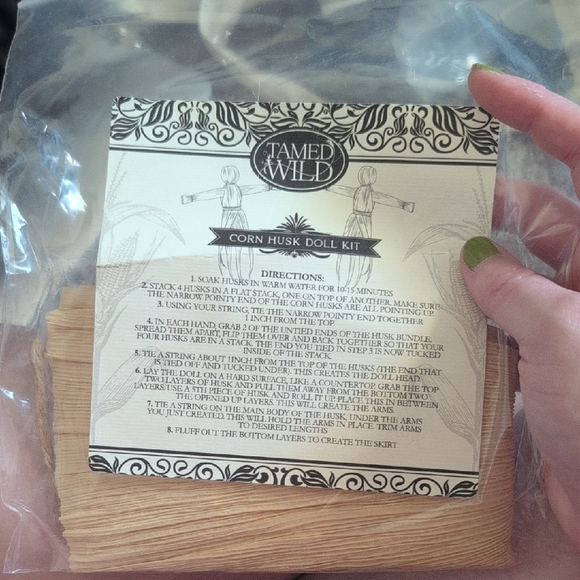 TAMED
WILD
CORN HUSK DOLL KIT
DIRECTIONS:
1. SOAK HUSKS IN WARM WATER FOR 10-15 MINUTES
2. STACK 4 HUSKS IN A FLAT STACK, ONE ON TOP OF ANOTHER. MAKE SURE
THE NARROW POINTY END OF THE CORN HUSKS ARE ALL POINTING UP.
3. USING YOUR STRING, TIE THE NARROW POINTY END TOGETHER
1 INCH FROM THE TOP
4. IN EACH HAND, GRAB 2 OF THE UNTIED ENDS OF THE HUSK BUNDLE,
SPREAD THEM APART, FLIP THEM OVER AND BACK TOGETHER SO THAT YOUR
FOUR HUSKS ARE IN A STACK. THE END YOU TIED IN STEP 3 IS NOW TUCKED
INSIDE OF THE STACK.
5. TIE A STRING ABOUT 1 INCH FROM THE TOP OF THE HUSKS (THE END THAT
IS TIED OFF AND TUCKED UNDER). THIS CREATES THE DOLL HEAD.
6. LAY THE DOLL ON A HARD SURFACE, LIKE A COUNTERTOP. GRAB THE TOP
TWO LAYERS OF HUSK AND PULL THEM AWAY FROM THE BOTTOM TWO
LAYERS. USE A 5TH PIECE OF HUSK AND ROLL IT UP. PLACE THIS IN BETWEEN
THE OPENED UP LAYERS. THIS WILL CREATE THE ARMS.
7. TIE A STRING ON THE MAIN BODY OF THE HUSK, UNDER THE ARMS
YOU JUST CREATED. THIS WILL HOLD THE ARMS IN PLACE. TRIM ARMS
TO DESIRED LENGTHS
8. FLUFF OUT THE BOTTOM LAYERS TO CREATE THE SKIRT